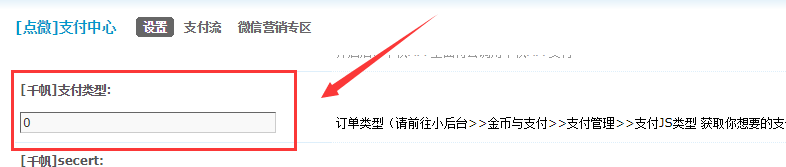 [点微]支付中心 设置 支付流 微信营销专区
[千帆]支付类型:
0
订单类型（请前往小后台>>金币与支付>>支付管理>>支付JS类型 获取你想要的支
[千帆]secert: